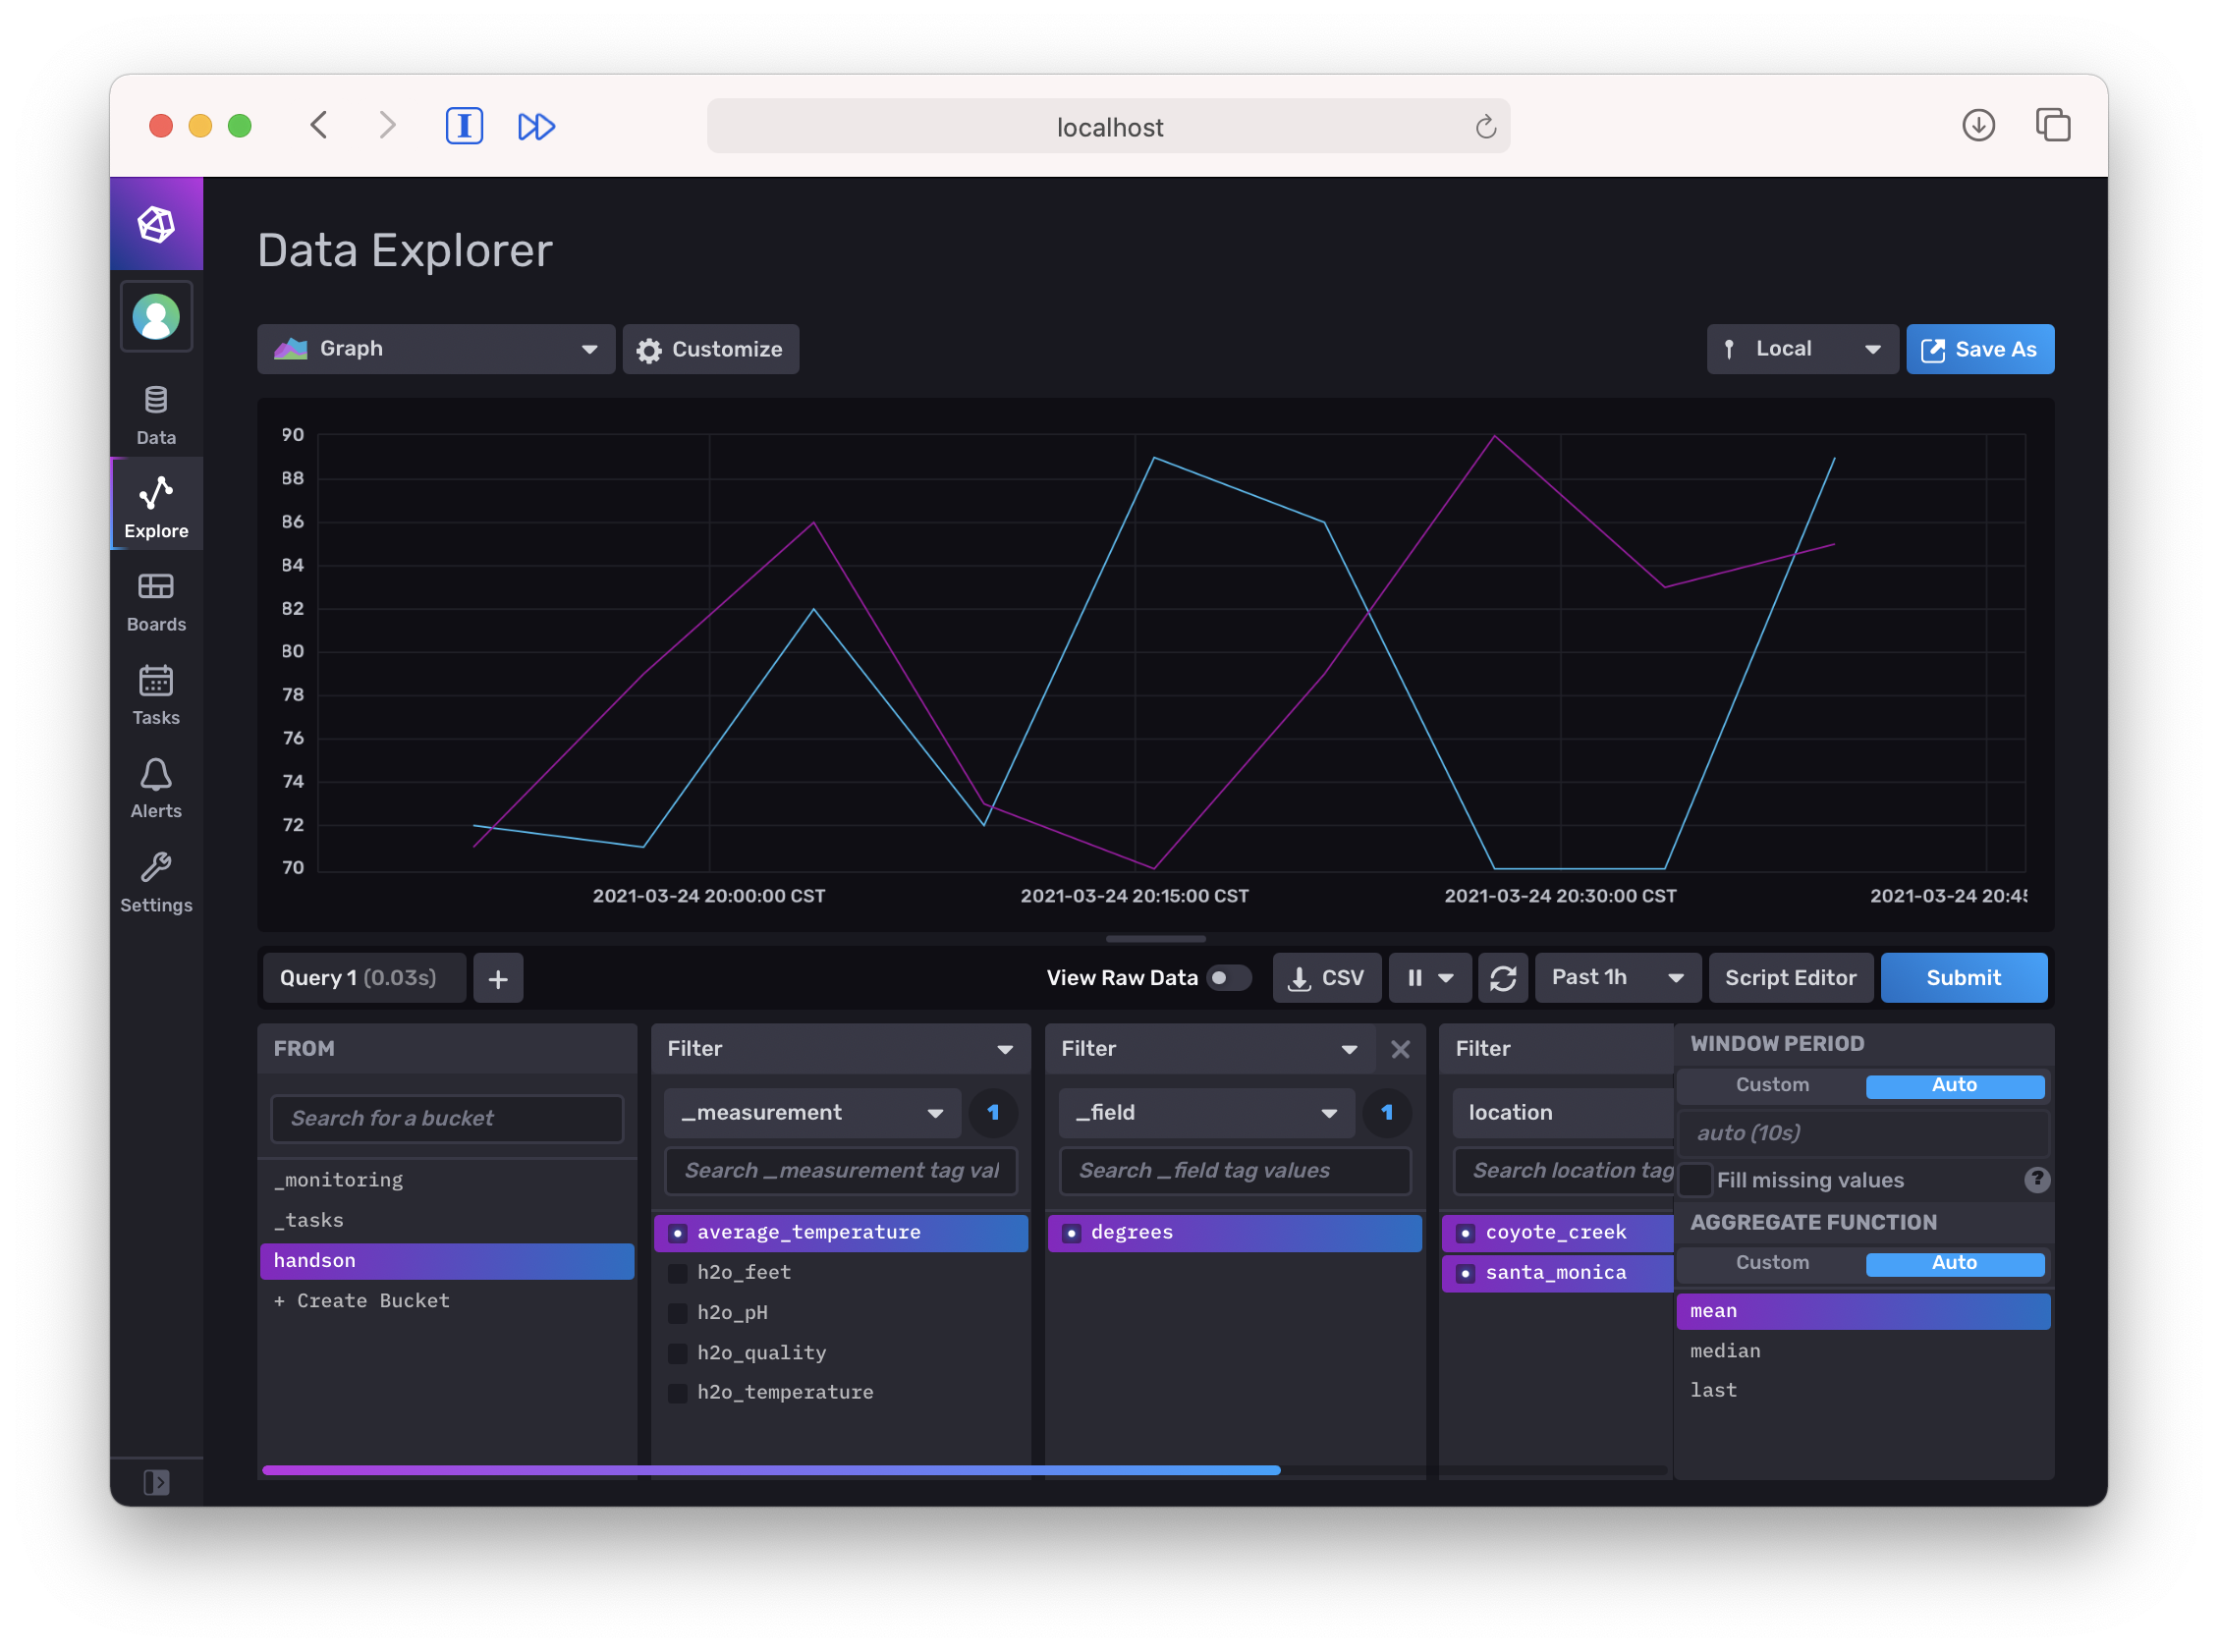 localhost
Data Explorer
Graph
Customize
Local
Save As
Data
Explore
Boards
Tasks
Alerts
Settings
90
88
86
84
82
80
78
76
74
72
70
2021-03-24 20:00:00 CST
2021-03-24 20:15:00 CST
2021-03-24 20:30:00 CST
2021-03-24 20:45
Query 1 (0.03s)
+
View Raw Data
CSV
Past 1h
Script Editor
Submit
FROM
Search for a bucket
_monitoring
_tasks
handson
+ Create Bucket
Filter
_measurement
1
Search _measurement tag val
average_temperature
h2o_feet
h2o_pH
h2o_quality
h2o_temperature
Filter
_field
1
Search _field tag values
degrees
Filter
location
Search location tag
coyote_creek
santa_monica
WINDOW PERIOD
Custom
Auto
auto (10s)
Fill missing values
?
AGGREGATE FUNCTION
Custom
Auto
mean
median
last